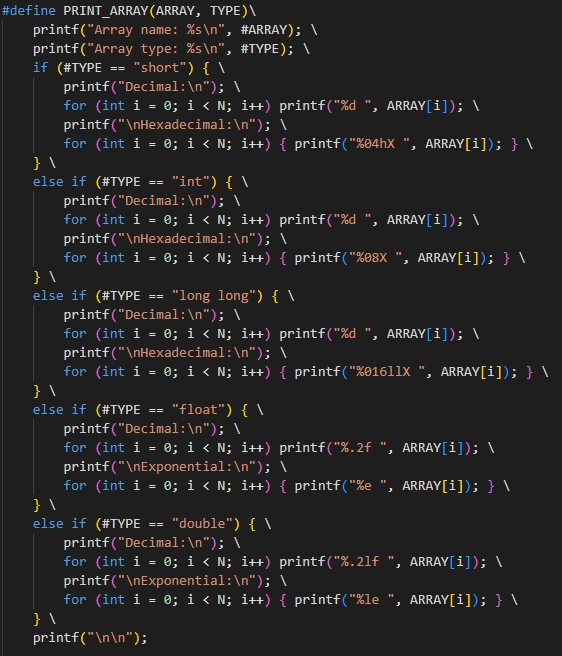 #define PRINT_ARRAY(ARRAY, TYPE)\
    printf("Array name: %s\n", #ARRAY); \
    printf("Array type: %s\n", #TYPE); \
    if (#TYPE == "short") { \
        printf("Decimal:\n"); \
        for (int i = 0; i < N; i++) printf("%d ", ARRAY[i]); \
        printf("\nHexadecimal:\n"); \
        for (int i = 0; i < N; i++) { printf("%04hX ", ARRAY[i]); } \
    } \
    else if (#TYPE == "int") { \
        printf("Decimal:\n"); \
        for (int i = 0; i < N; i++) printf("%d ", ARRAY[i]); \
        printf("\nHexadecimal:\n"); \
        for (int i = 0; i < N; i++) { printf("%08X ", ARRAY[i]); } \
    } \
    else if (#TYPE == "long long") { \
        printf("Decimal:\n"); \
        for (int i = 0; i < N; i++) printf("%d ", ARRAY[i]); \
        printf("\nHexadecimal:\n"); \
        for (int i = 0; i < N; i++) { printf("%016llX ", ARRAY[i]); } \
    } \
    else if (#TYPE == "float") { \
        printf("Decimal:\n"); \
        for (int i = 0; i < N; i++) printf("%.2f ", ARRAY[i]); \
        printf("\nExponential:\n"); \
        for (int i = 0; i < N; i++) { printf("%e ", ARRAY[i]); } \
    } \
    else if (#TYPE == "double") { \
        printf("Decimal:\n"); \
        for (int i = 0; i < N; i++) printf("%.2lf ", ARRAY[i]); \
        printf("\nExponential:\n"); \
        for (int i = 0; i < N; i++) { printf("%le ", ARRAY[i]); } \
    } \
    printf("\n\n");